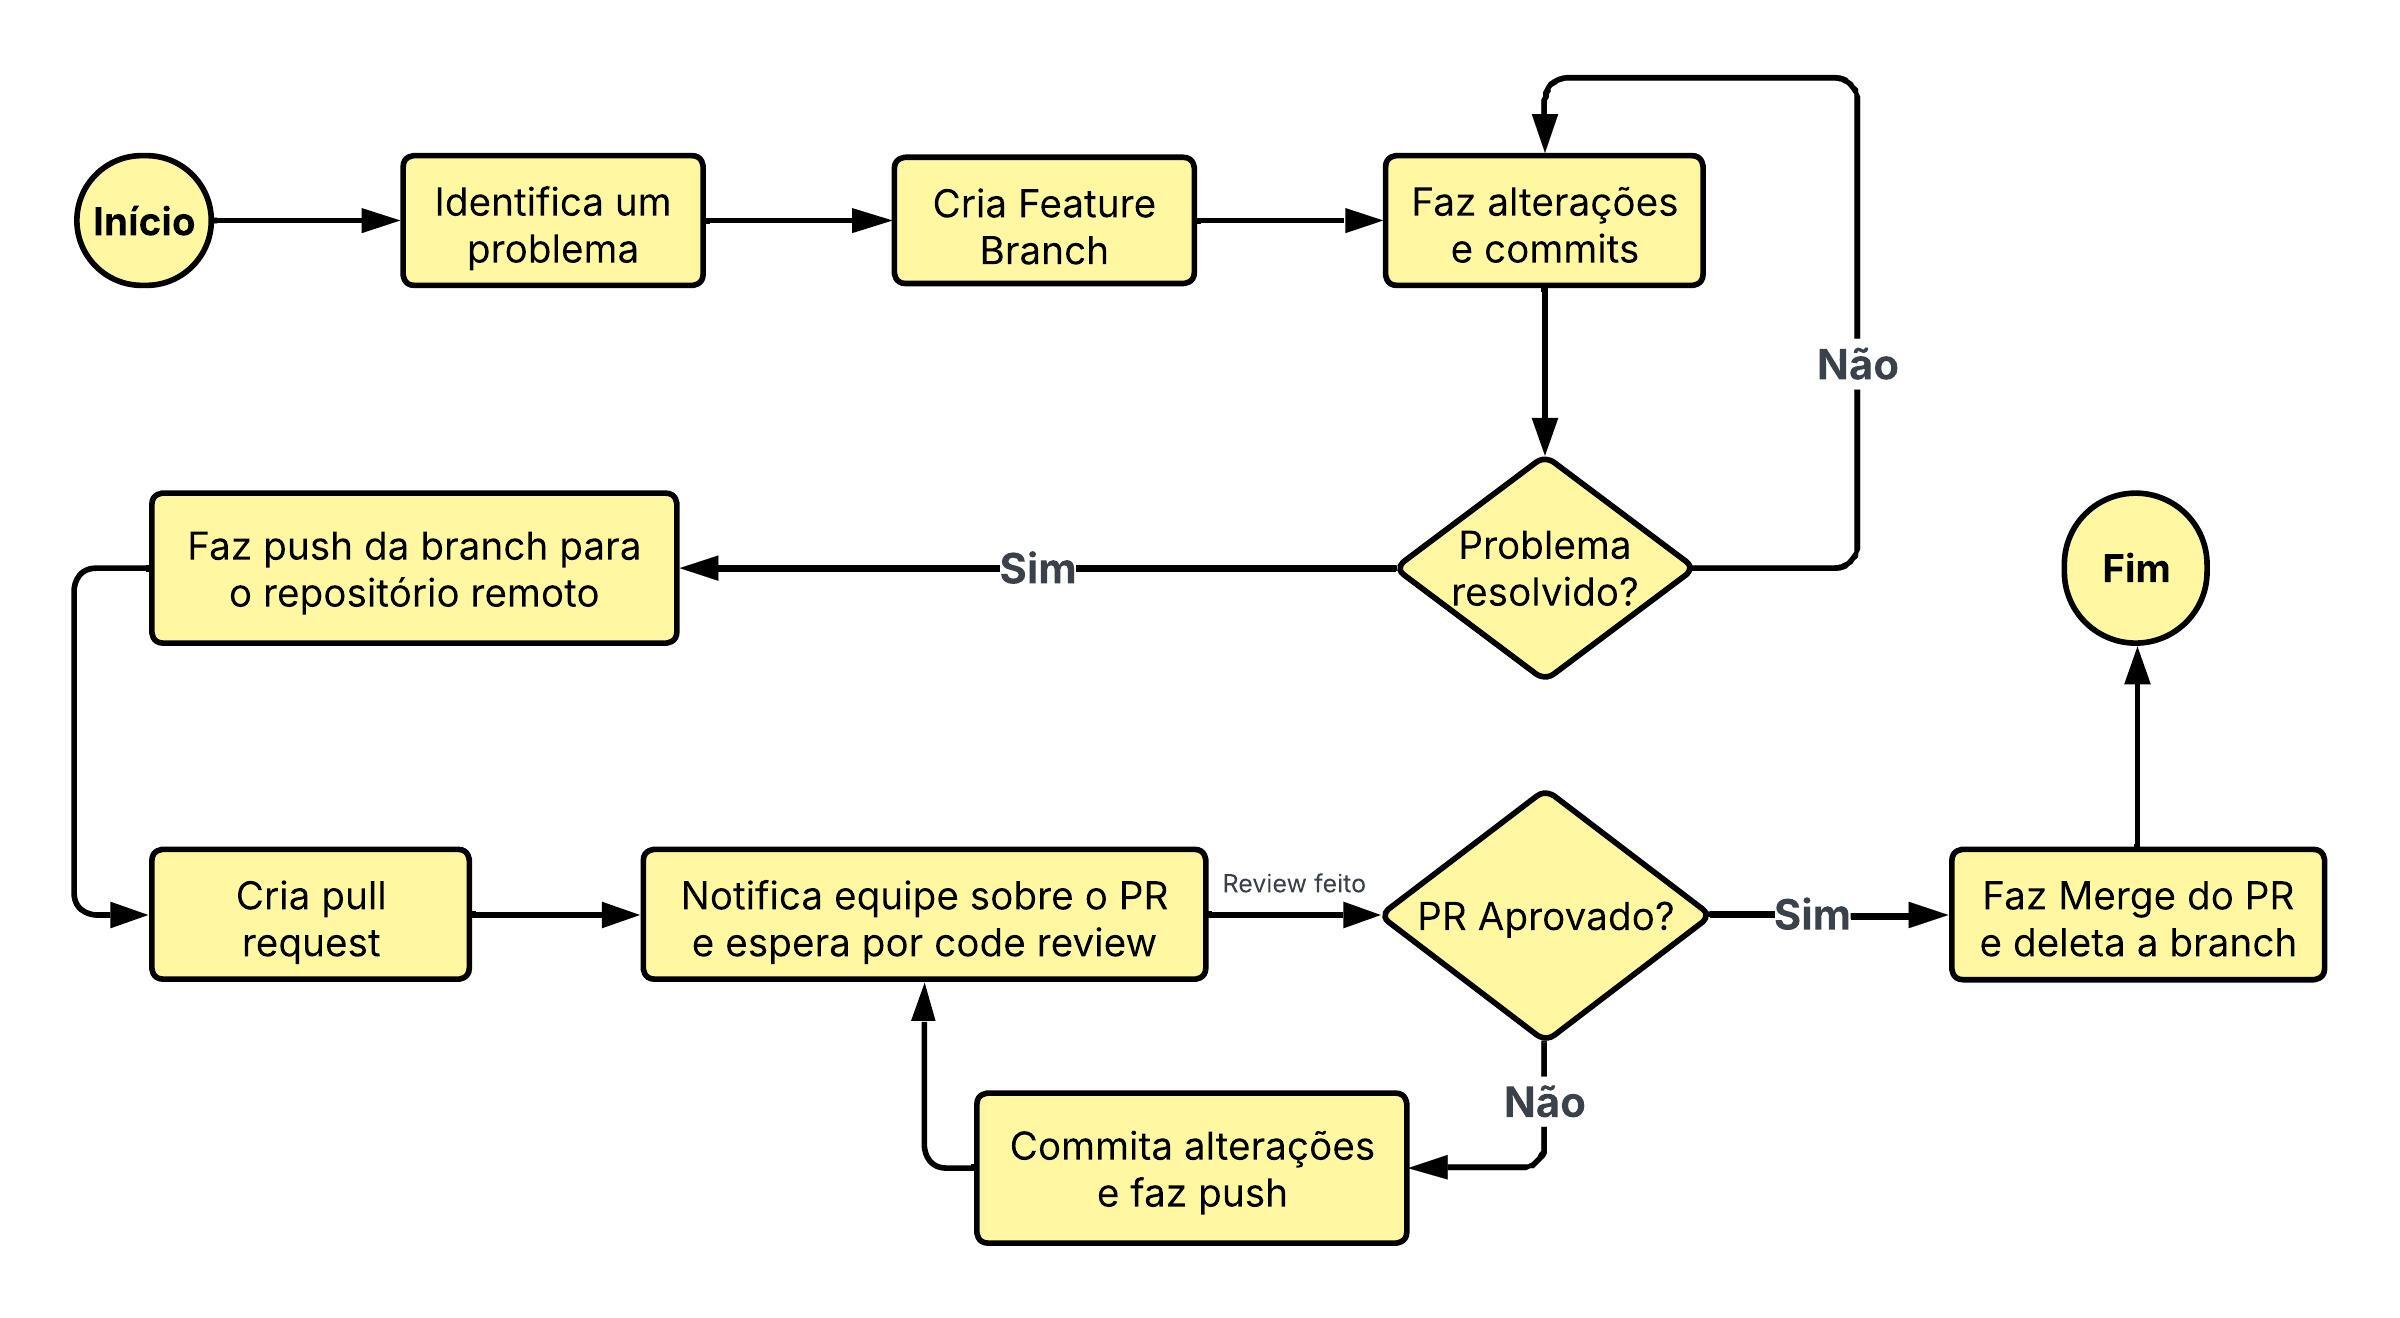 Início
Identifica um
problema
Cria Feature
Branch
Faz alterações
e commits
Não
Problema
resolvido?
Sim
Faz push da branch para
o repositório remoto
Cria pull
request
Notifica equipe sobre o PR
e espera por code review
Review feito
PR Aprovado?
Sim
Faz Merge do PR
e deleta a branch
Fim
Não
Commita alterações
e faz push